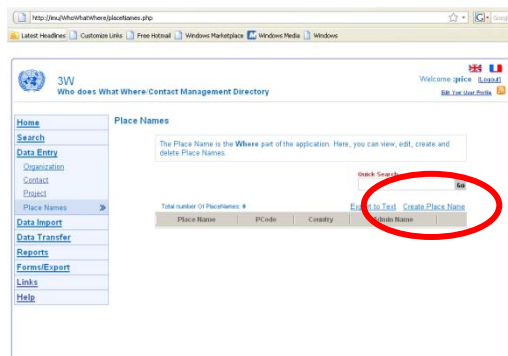 http://imu/WhoWhatWhere/placeNames.php
Latest Headlines Customize Links Free Hotmail Windows Marketplace Windows Media Windows
3W
Who does What Where/Contact Management Directory
Welcome :price [Logout]
Edit Your User Profile
Home
Search
Data Entry
Organization
Contact
Project
Place Names »
Data Import
Data Transfer
Reports
Forms/Export
Links
Help
Place Names
The Place Name is the Where part of the application. Here, you can view, edit, create and
delete Place Names.
Quick Search
Go
Total number Of PlaceNames:
Export to Text Create Place Name
Place Name PCode Country Admin Name